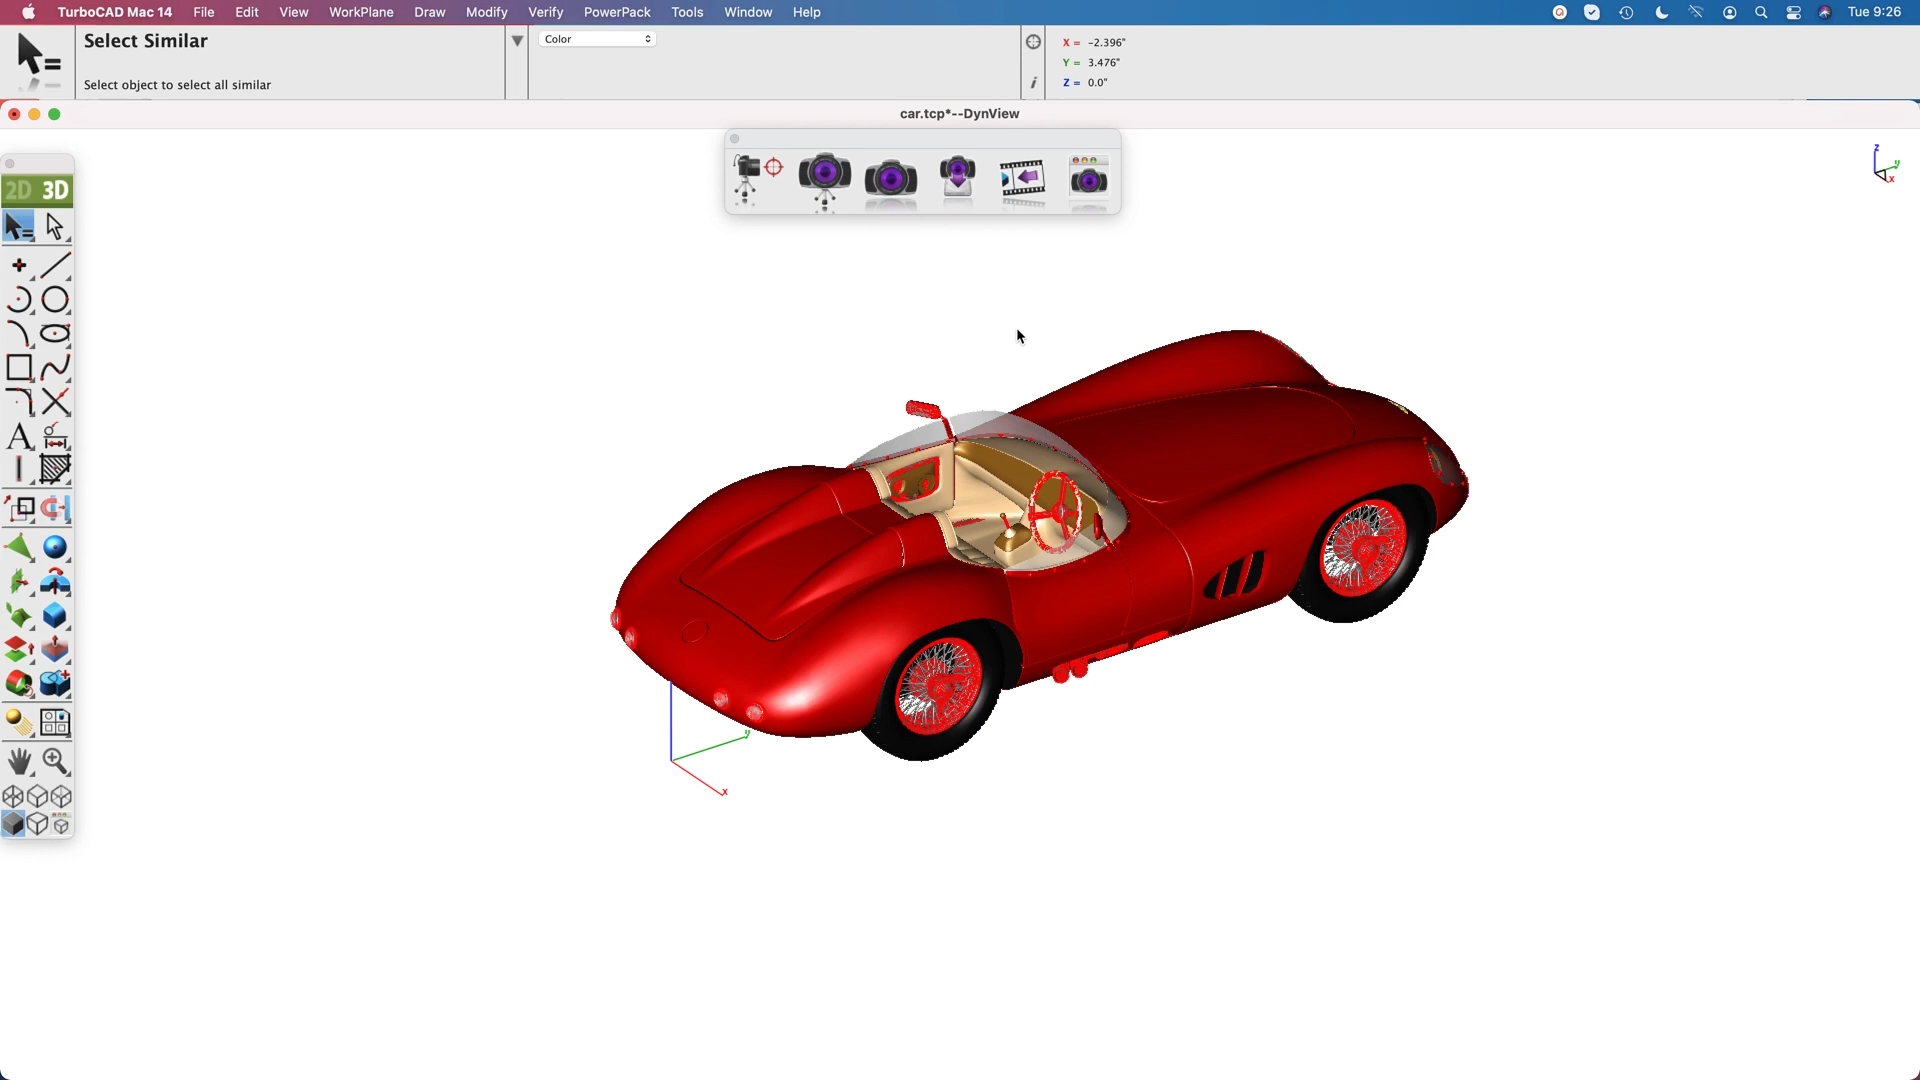 TurboCAD Mac 14 File Edit View WorkPlane Draw Modify Verify PowerPack Tools Window Help Tue 9:26
Select Similar
Color
X = -2.396"
Y = 3.476"
Select object to select all similar
Z = 0.0"
car.tcp*--DynView
z
y
x
2D 3D
A
y
x